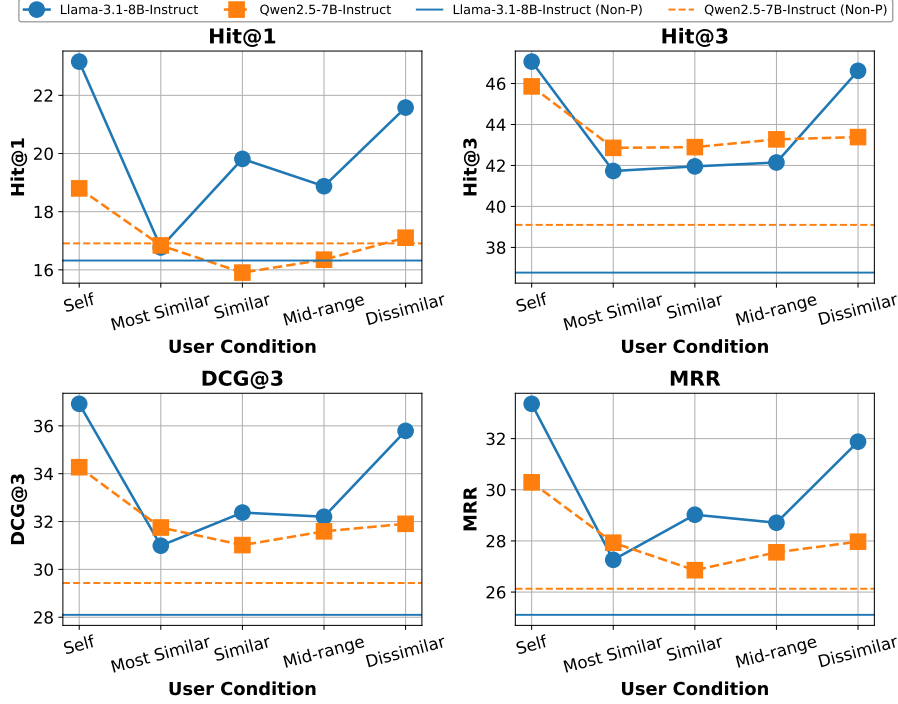 Llama-3.1-8B-Instruct Qwen2.5-7B-Instruct Llama-3.1-8B-Instruct (Non-P) Qwen2.5-7B-Instruct (Non-P)
Hit@1
Hit@1
22
20
18
16
Self Most Similar Similar Mid-range Dissimilar
User Condition
Hit@3
Hit@3
46
44
42
40
38
Self Most Similar Similar Mid-range Dissimilar
User Condition
DCG@3
DCG@3
36
34
32
30
28
Self Most Similar Similar Mid-range Dissimilar
User Condition
MRR
MRR
32
30
28
26
Self Most Similar Similar Mid-range Dissimilar
User Condition